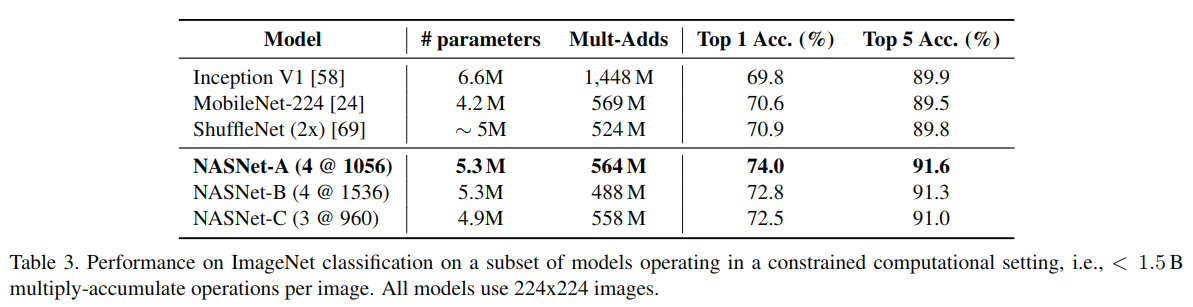 Model # parameters Mult-Adds Top 1 Acc. (%) Top 5 Acc. (%)
Inception V1 [58] 6.6M 1,448 M 69.8 89.9
MobileNet-224 [24] 4.2 M 569 M 70.6 89.5
ShuffleNet (2x) [69] ∼ 5M 524 M 70.9 89.8
NASNet-A (4 @ 1056) 5.3 M 564 M 74.0 91.6
NASNet-B (4 @ 1536) 5.3M 488 M 72.8 91.3
NASNet-C (3 @ 960) 4.9M 558 M 72.5 91.0
Table 3. Performance on ImageNet classification on a subset of models operating in a constrained computational setting, i.e., < 1.5 B
multiply-accumulate operations per image. All models use 224x224 images.